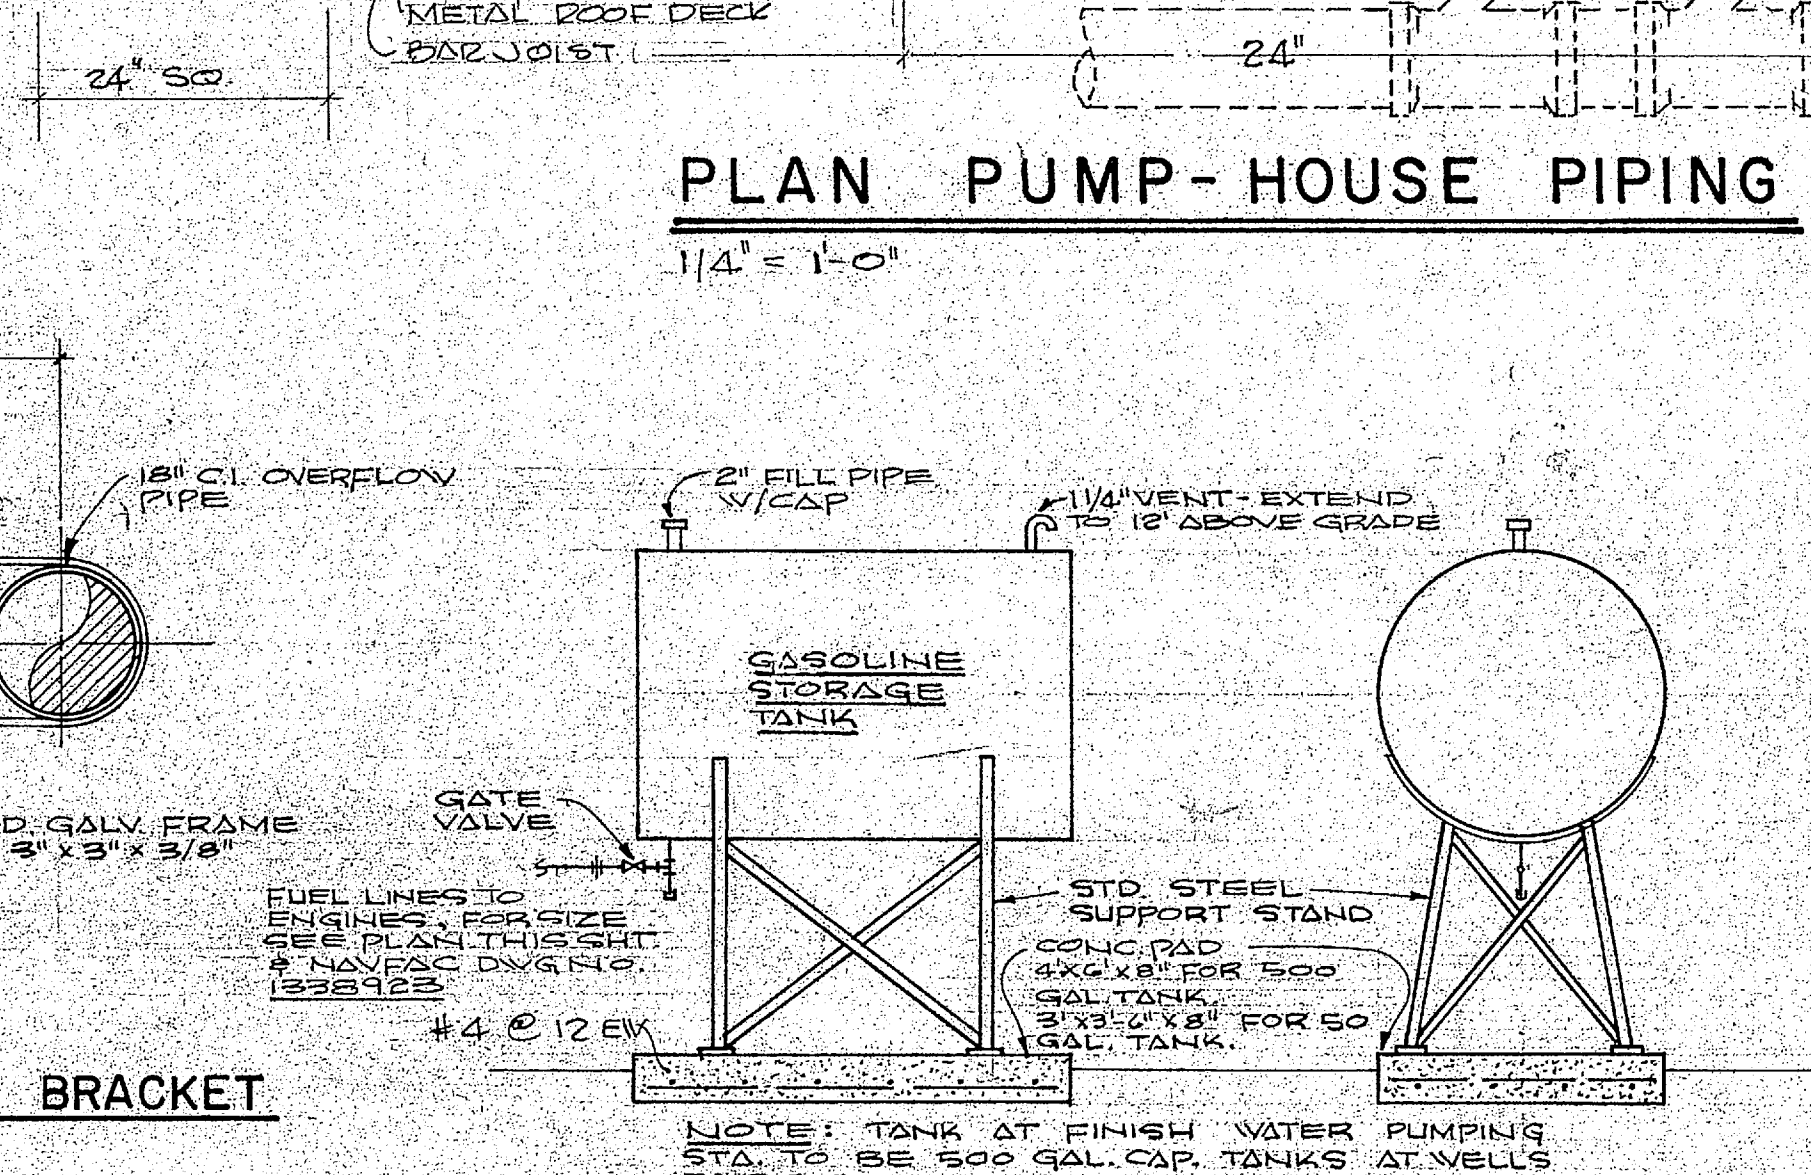 METAL ROOF DECK
BAR JOIST
24" SQ.
24"
PLAN PUMP-HOUSE PIPING
1/4" = 1'-0"
18" C.I. OVERFLOW
PIPE
2" FILL PIPE
W/CAP
1 1/4" VENT - EXTEND
TO 12' ABOVE GRADE
GASOLINE
STORAGE
TANK
D. GALV. FRAME
3" x 3" x 3/8"
GATE
VALVE
FUEL LINES TO
ENGINES, FOR SIZE
SEE PLAN THIS SHT.
& NAVFAC DWG NO.
1338923
STD. STEEL
SUPPORT STAND
CONC. PAD
4'x6'x8" FOR 500
GAL. TANK.
3'x3'-6"x8" FOR 50
GAL. TANK.
#4 @ 12 EW
BRACKET
NOTE: TANK AT FINISH WATER PUMPING
STA. TO BE 500 GAL. CAP. TANKS AT WELLS